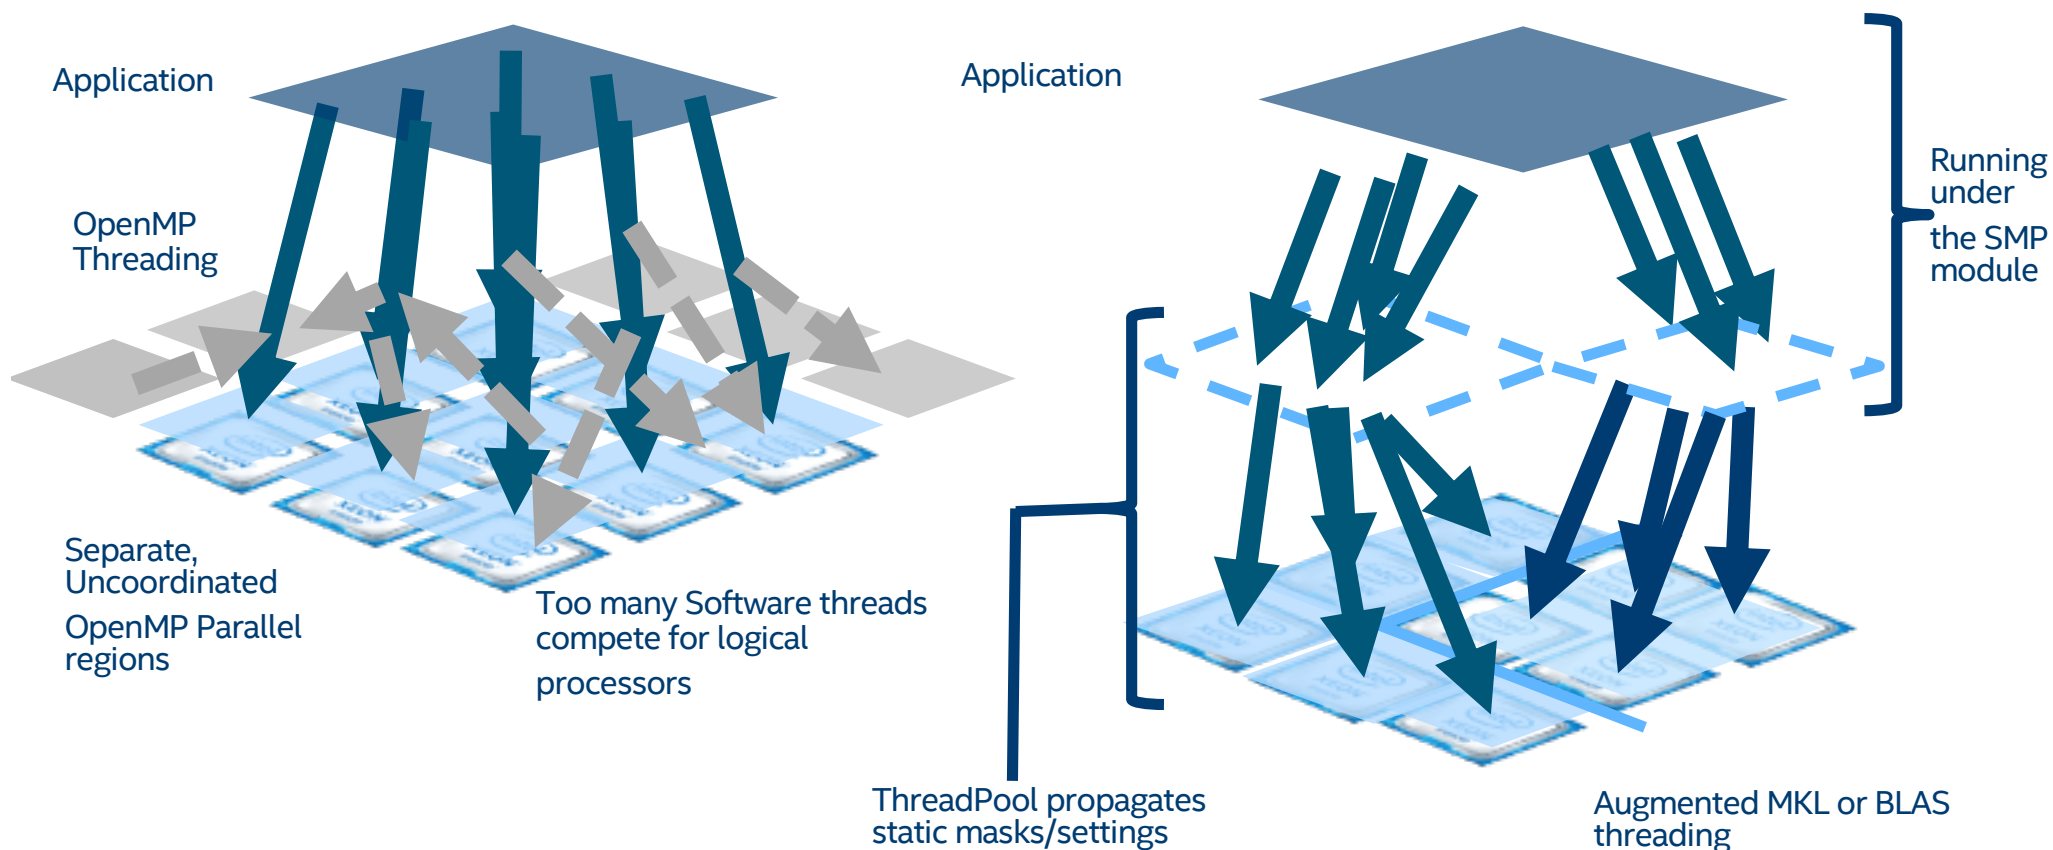 Application
OpenMP
Threading
Separate,
Uncoordinated
OpenMP Parallel
regions
Too many Software threads
compete for logical
processors
Application
Running
under
the SMP
module
ThreadPool propagates
static masks/settings
Augmented MKL or BLAS
threading